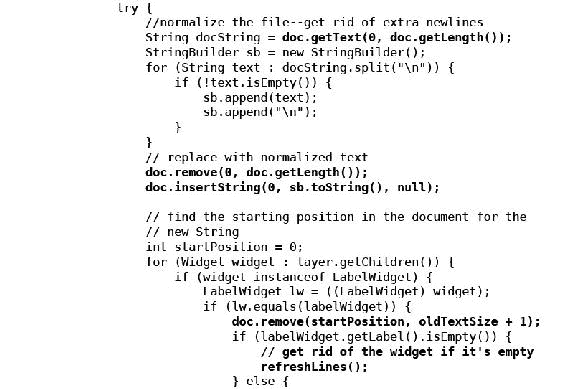 try {
//normalize the file--get rid of extra newlines
String docString = doc.getText(0, doc.getLength());
StringBuilder sb = new StringBuilder();
for (String text : docString.split("\n")) {
if (!text.isEmpty()) {
sb.append(text);
sb.append("\n");
}
}
// replace with normalized text
doc.remove(0, doc.getLength());
doc.insertString(0, sb.toString(), null);
// find the starting position in the document for the
// new String
int startPosition = 0;
for (Widget widget : layer.getChildren()) {
if (widget instanceof LabelWidget) {
LabelWidget lw = ((LabelWidget) widget);
if (lw.equals(labelWidget)) {
doc.remove(startPosition, oldTextSize + 1);
if (labelWidget.getLabel().isEmpty()) {
// get rid of the widget if it's empty
refreshLines();
} else {